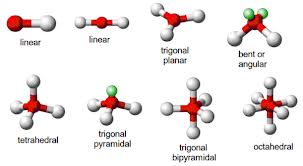 linear
linear
trigonal
planar
bent or
angular
tetrahedral
trigonal
pyramidal
trigonal
bipyramidal
octahedral